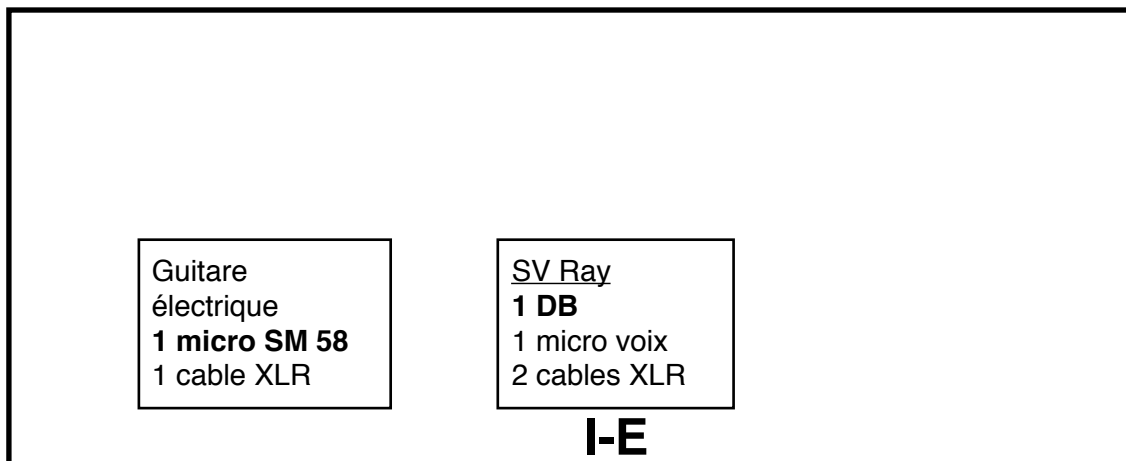 Guitare
électrique
1 micro SM 58
1 cable XLR
SV Ray
1 DB
1 micro voix
2 cables XLR
I-E